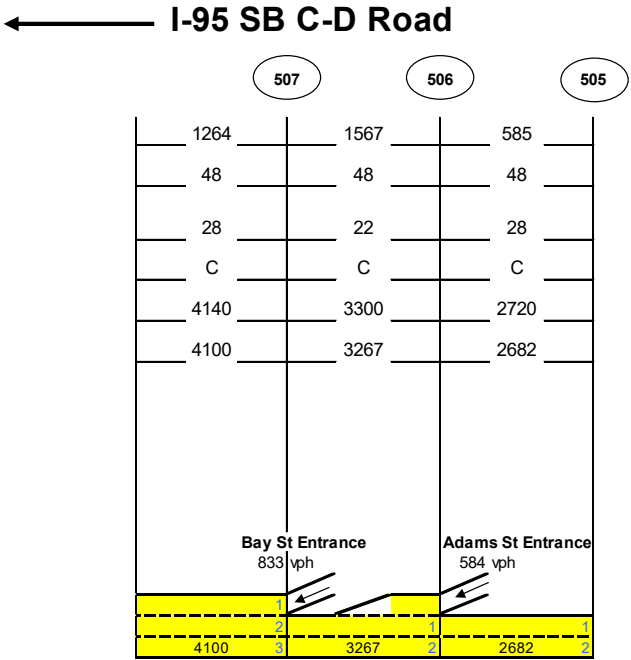 I-95 SB C-D Road
507 506 505
1264 1567 585
48 48 48
28 22 28
C C C
4140 3300 2720
4100 3267 2682
Bay St Entrance Adams St Entrance
833 vph 584 vph
1
2 1 1
4100 3 3267 2 2682 2